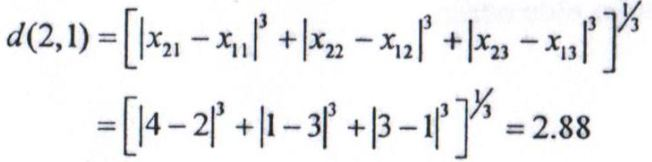 d(2,1) = [|x₂₁ − x₁₁|³ + |x₂₂ − x₁₂|³ + |x₂₃ − x₁₃|³]^⅓
= [|4 − 2|³ + |1 − 3|³ + |3 − 1|³]^⅓ = 2.88